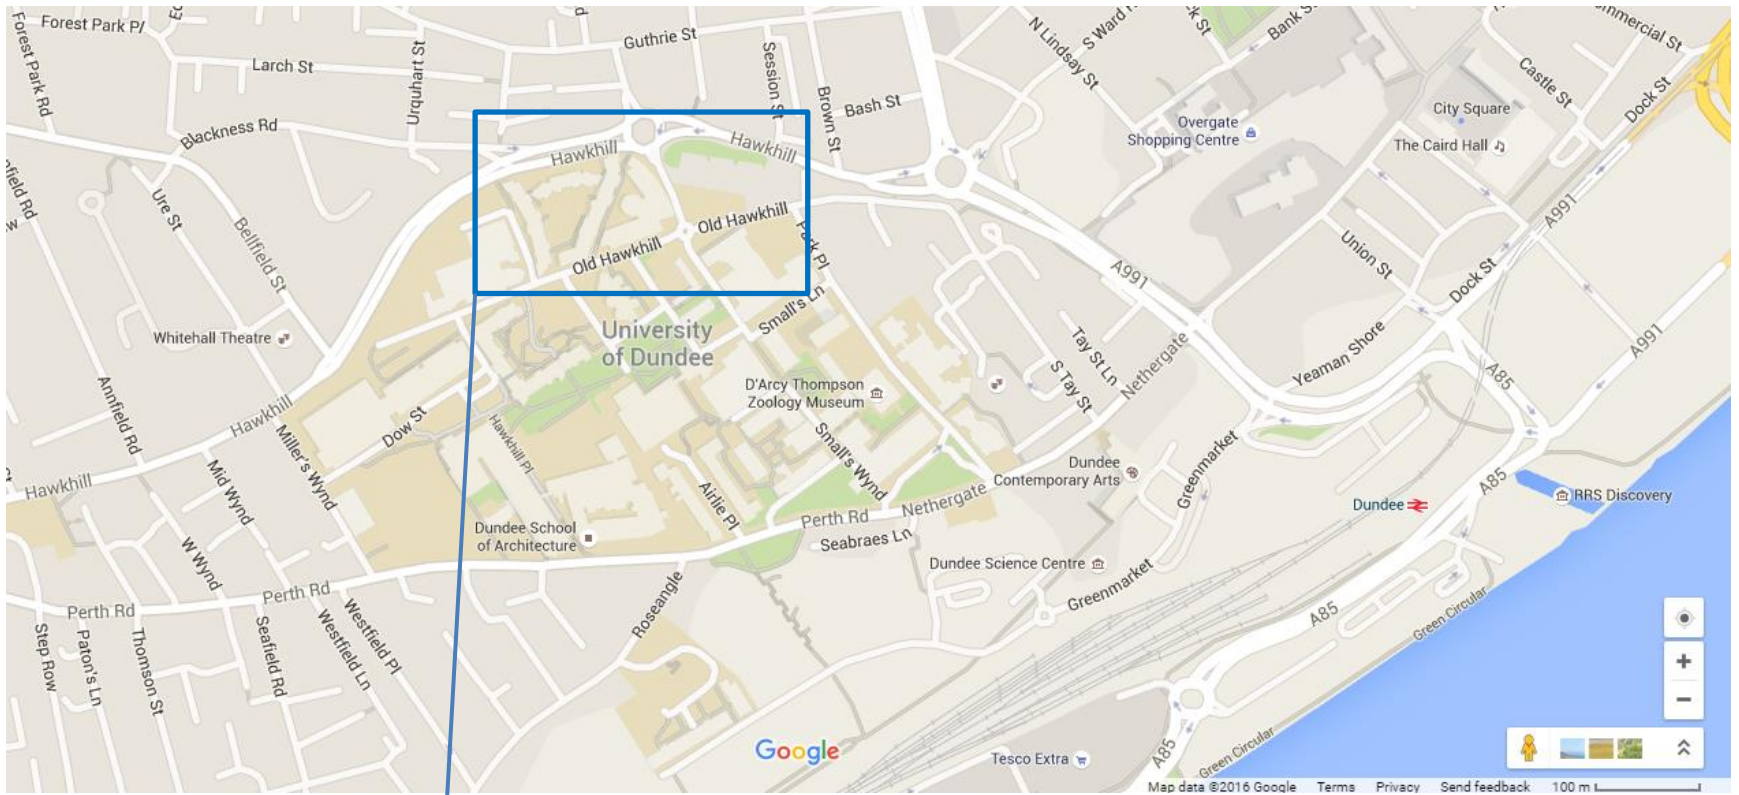 Forest Park Pl
Forest Park Rd
Larch St
Urquhart St
Guthrie St
Session St
Brown St
Bash St
N Lindsay St
S Ward
Bank St
Commercial St
Castle St
Dock St
City Square
The Caird Hall
Overgate
Shopping Centre
Blackness Rd
Hawkhill
Hawkhill
Ure St
Bellfield St
Old Hawkhill
Old Hawkhill
Park Pl
A991
Union St
Dock St
A991
Whitehall Theatre
University
of Dundee
Small's Ln
Tay St Ln
S Tay St
Nethergate
Yeaman Shore
A85
A991
Annfield Rd
Hawkhill
Dow St
Hawkhill Pl
D'Arcy Thompson
Zoology Museum
Small's Wynd
Miller's Wynd
Mid Wynd
Hawkhill
W Wynd
Airlie Pl
Dundee
Contemporary Arts
Greenmarket
Dundee
A85
RRS Discovery
Perth Rd
Nethergate
Seabraes Ln
Dundee School
of Architecture
Dundee Science Centre
Greenmarket
Perth Rd
Perth Rd
Step Row
Paton's Ln
Thomson St
Seafield Rd
Westfield Ln
Westfield Pl
Roseangle
A85
Green Circular
Google
Tesco Extra
A85
Green Circular
Map data ©2016 Google Terms Privacy Send feedback 100 m